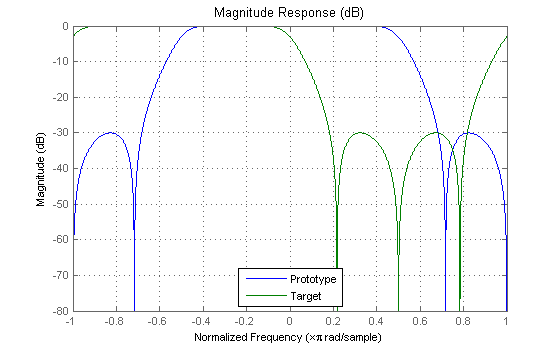 Magnitude Response (dB)
0
-10
-20
-30
-40
-50
-60
-70
-80
Magnitude (dB)
Prototype
Target
-1 -0.8 -0.6 -0.4 -0.2 0 0.2 0.4 0.6 0.8 1
Normalized Frequency (×π rad/sample)